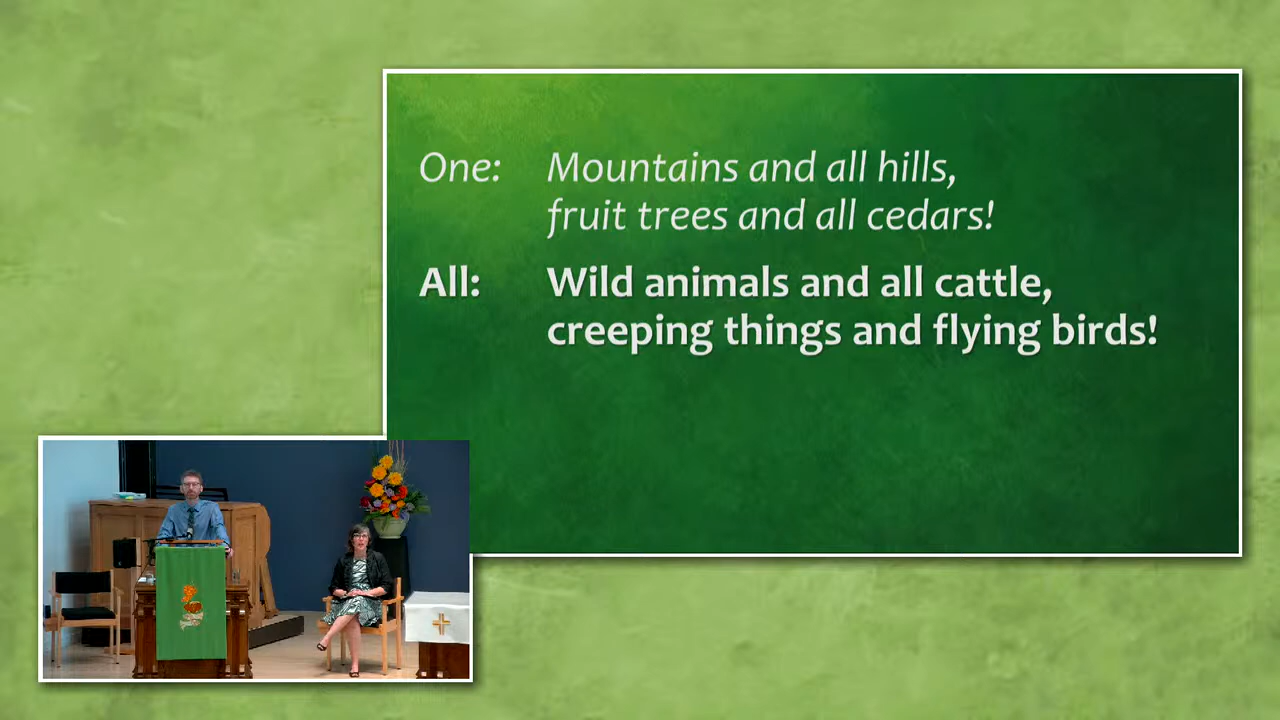 One: Mountains and all hills,
fruit trees and all cedars!
All: Wild animals and all cattle,
creeping things and flying birds!